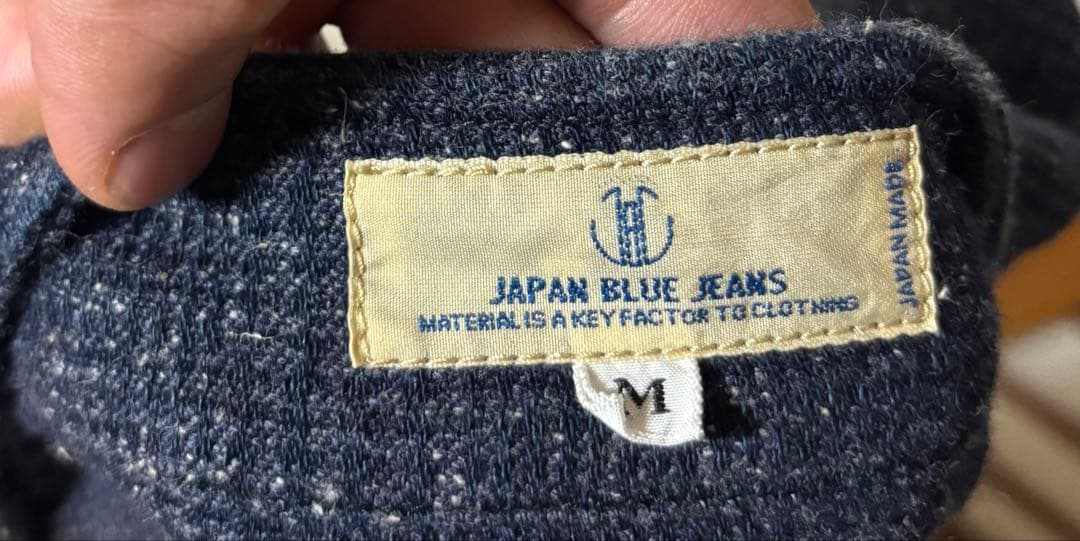 JAPAN BLUE JEANS
MATERIAL IS A KEY FACTOR TO CLOTHING
JAPAN MADE
M